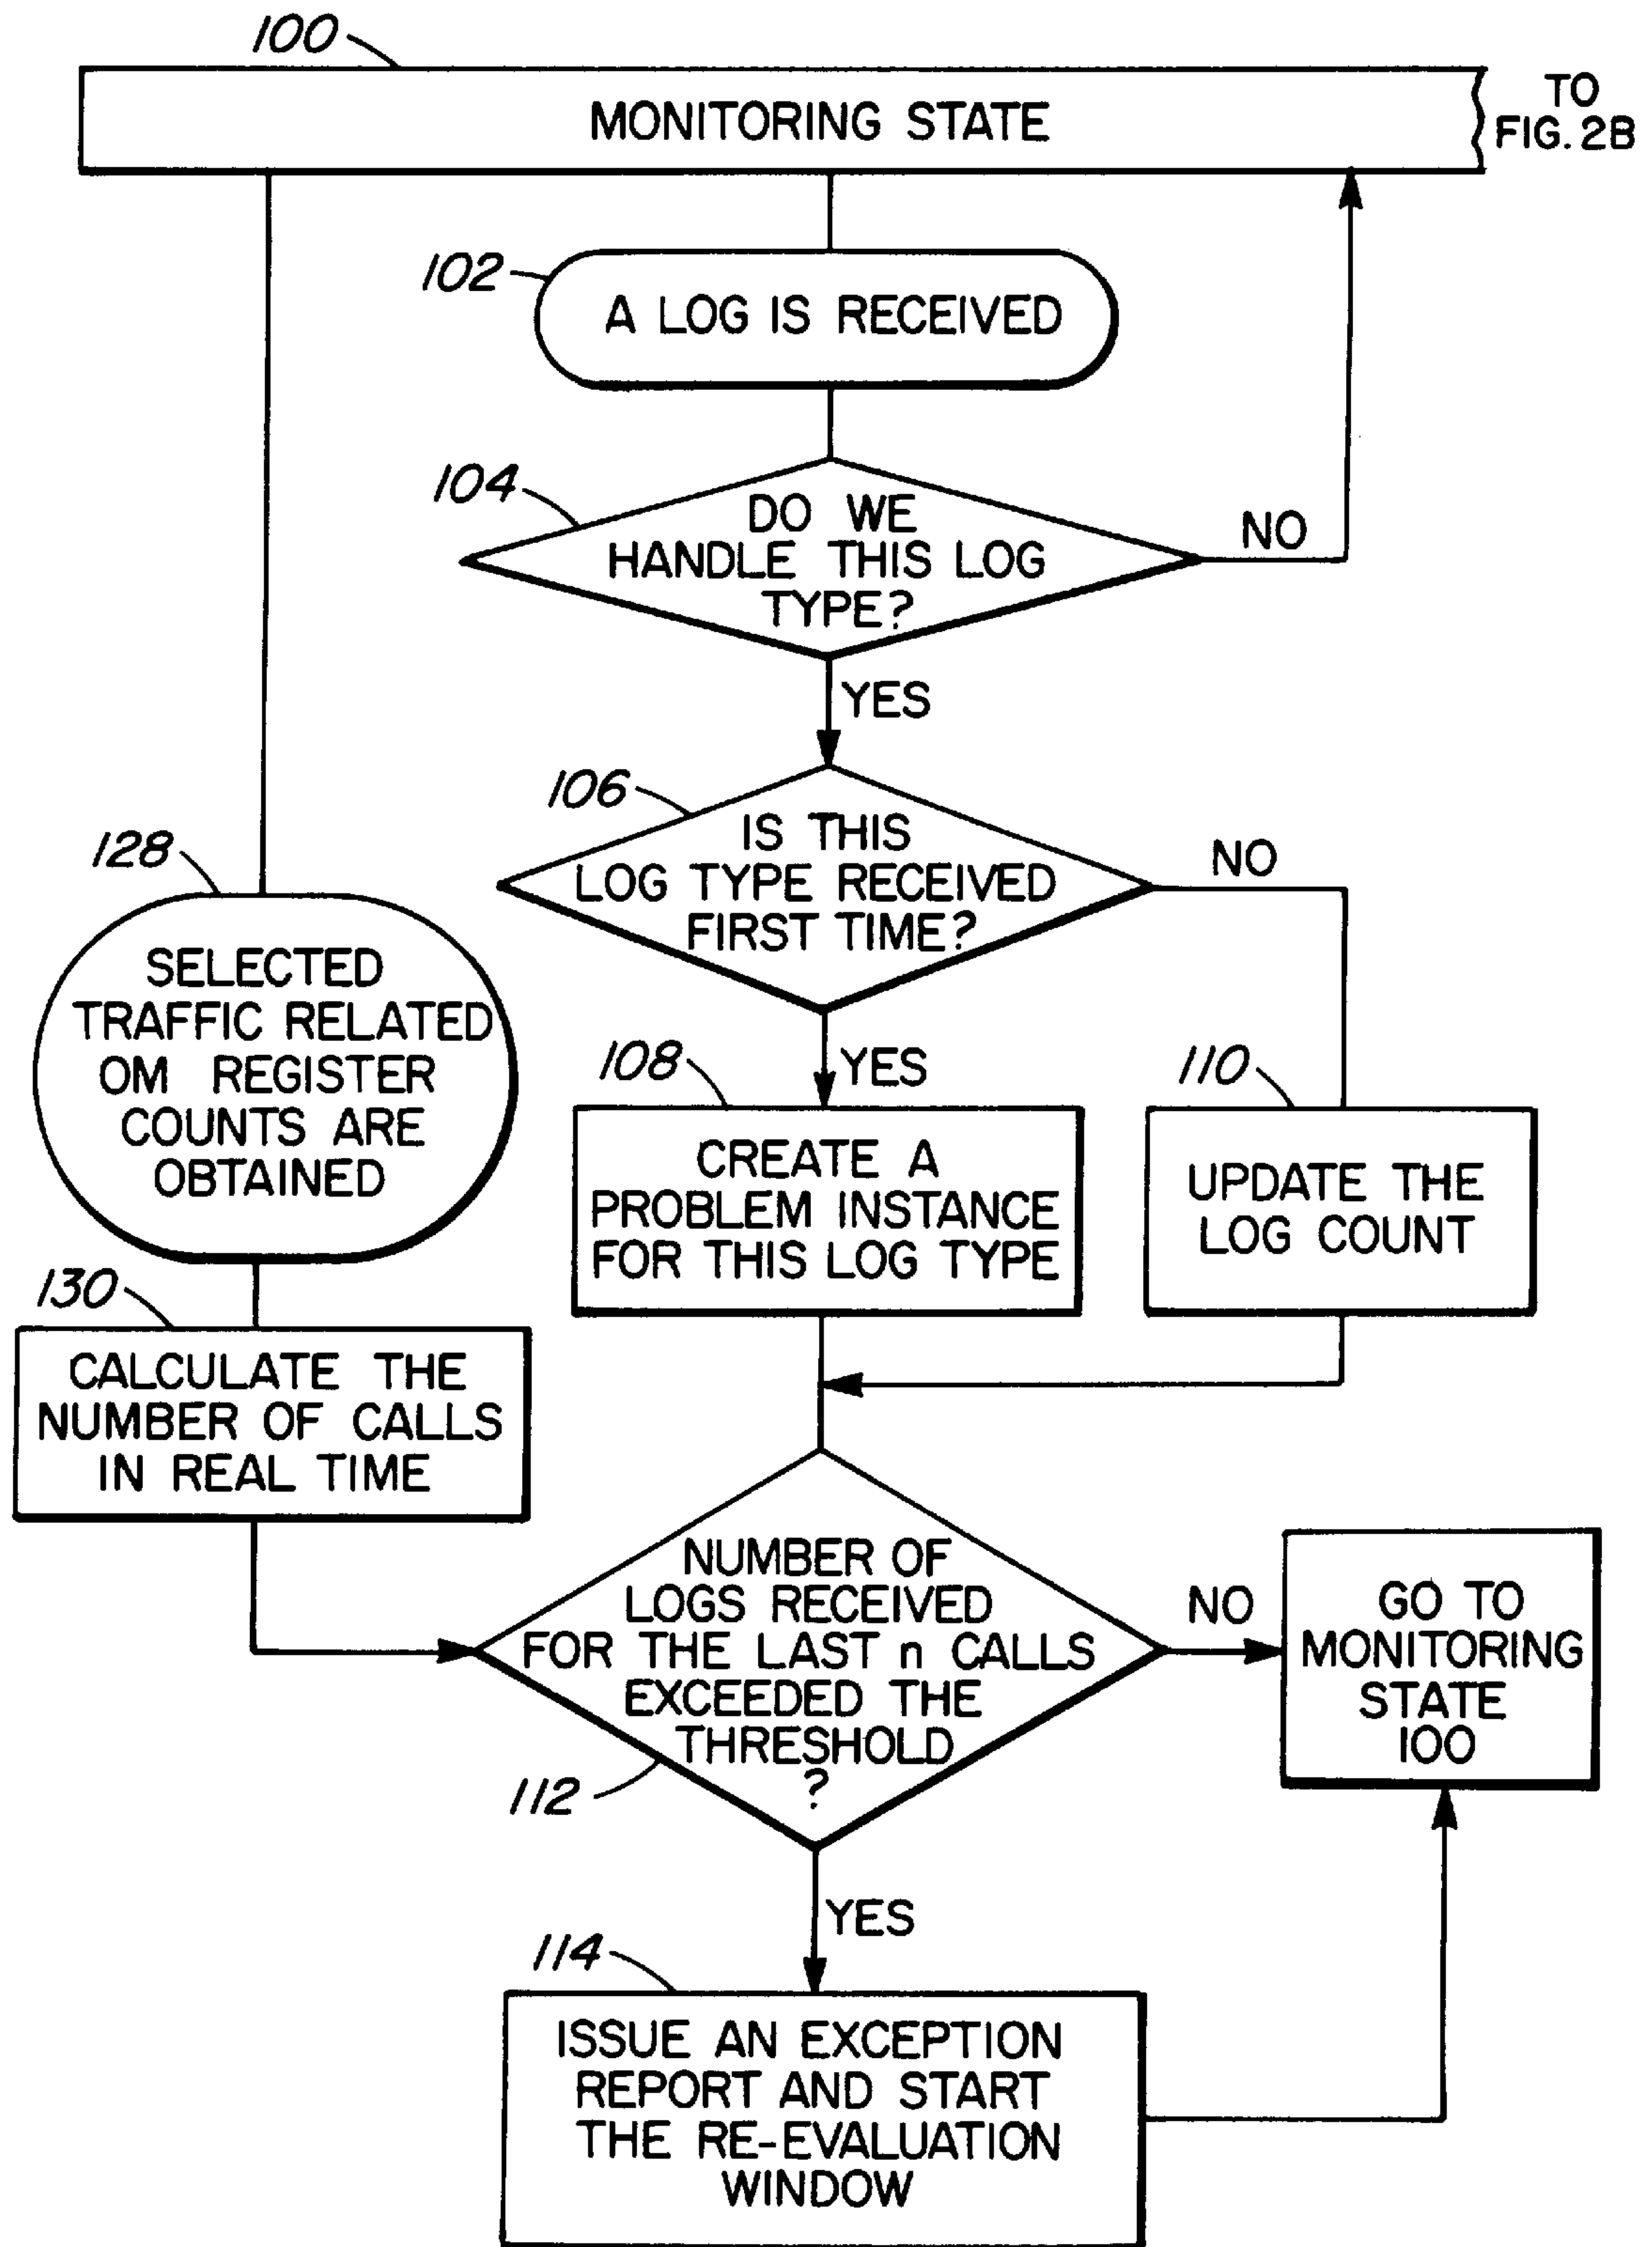 100
MONITORING STATE
TO
FIG. 2B
102
A LOG IS RECEIVED
104
DO WE
HANDLE THIS LOG
TYPE?
NO
YES
106
IS THIS
LOG TYPE RECEIVED
FIRST TIME?
NO
128
SELECTED
TRAFFIC RELATED
OM REGISTER
COUNTS ARE
OBTAINED
YES
108
CREATE A
PROBLEM INSTANCE
FOR THIS LOG TYPE
110
UPDATE THE
LOG COUNT
130
CALCULATE THE
NUMBER OF CALLS
IN REAL TIME
NUMBER OF
LOGS RECEIVED
FOR THE LAST n CALLS
EXCEEDED THE
THRESHOLD
?
112
NO
GO TO
MONITORING
STATE
100
YES
114
ISSUE AN EXCEPTION
REPORT AND START
THE RE-EVALUATION
WINDOW